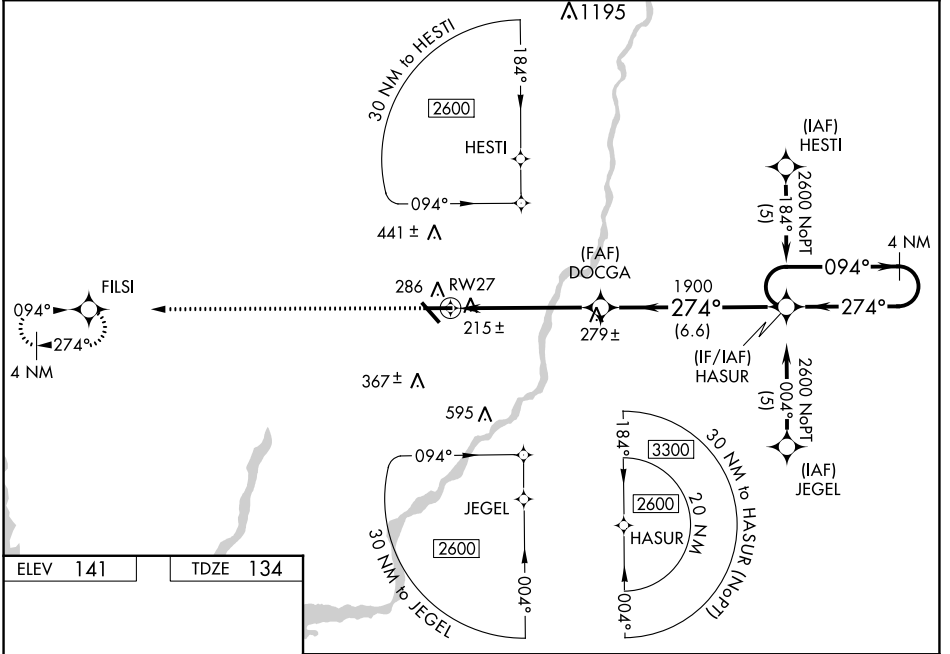 1195
30 NM to HESTI
184°
2600
HESTI
094°
441 ±
(IAF)
HESTI
2600 NoPT
184°
(5)
4 NM
094°
(FAF)
DOCGA
286
RW27
215 ±
1900
274°
(6.6)
279 ±
274°
(IF/IAF)
HASUR
FILSI
094°
274°
4 NM
2600 NoPT
004°
(5)
(IAF)
JEGEL
367 ±
595
094°
JEGEL
2600
004°
30 NM to JEGEL
184°
3300
2600
HASUR
20 NM
30 NM to HASUR (NoPT)
004°
ELEV 141
TDZE 134